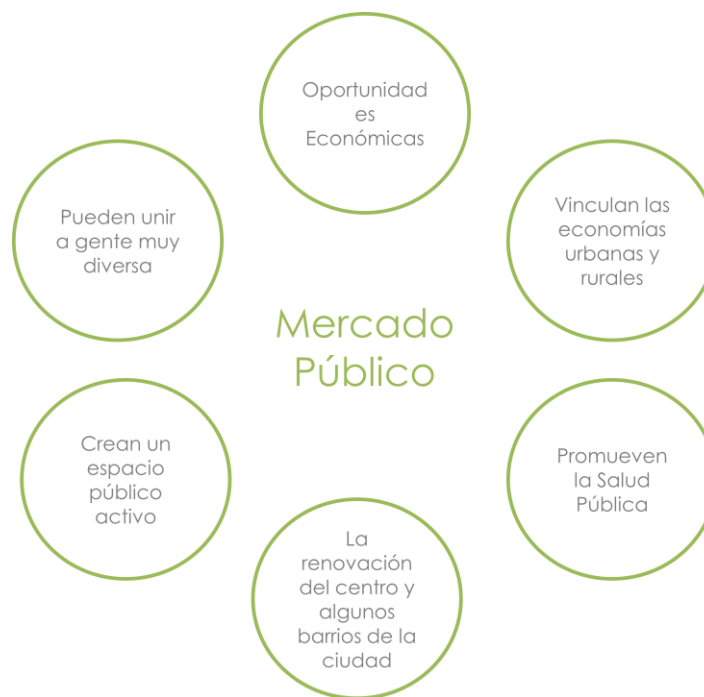 Oportunidad
es
Económicas
Vinculan las
economías
urbanas y
rurales
Promueven
la Salud
Pública
La
renovación
del centro y
algunos
barrios de la
ciudad
Crean un
espacio
público
activo
Pueden unir
a gente muy
diversa
Mercado
Público